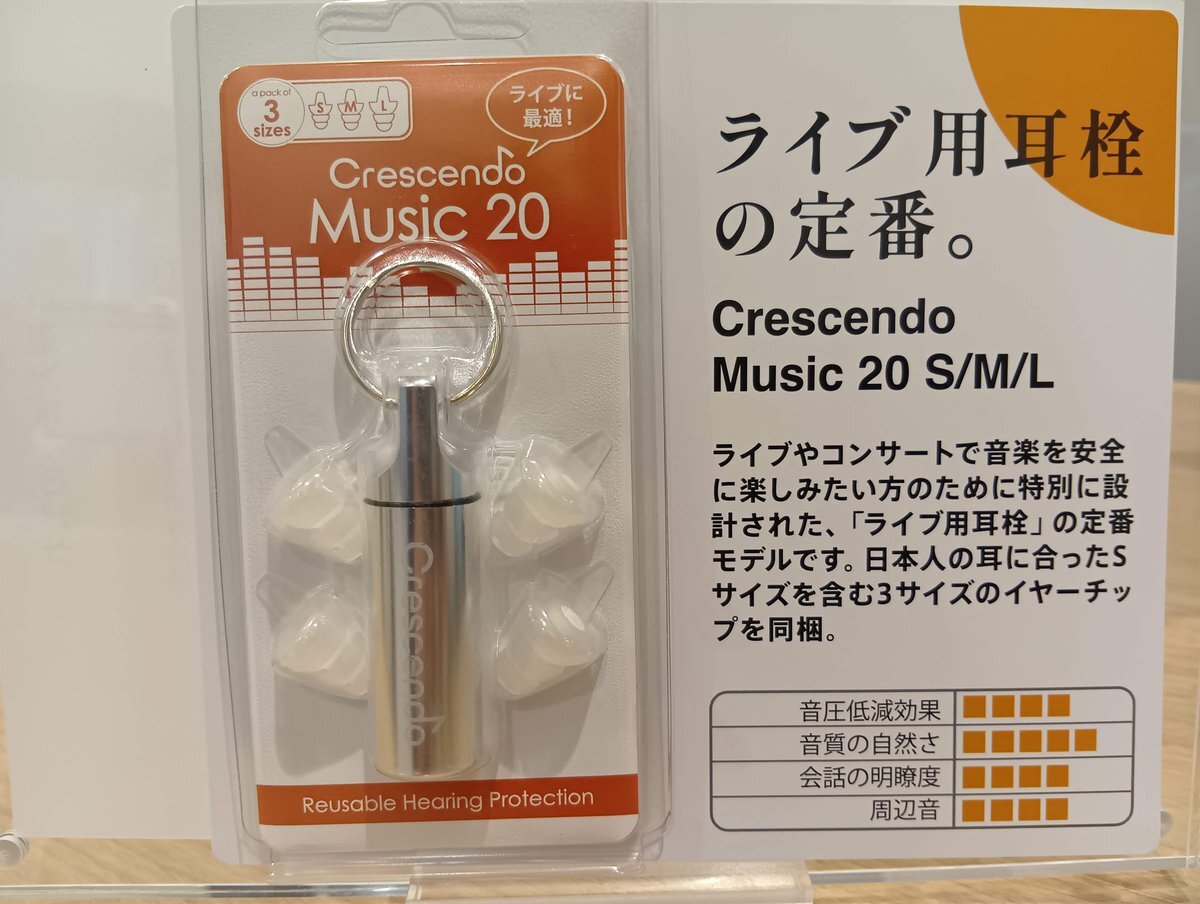 a pack of
3
sizes
S M L
ライブに
最適!
Crescendo
Music 20
Crescendo
Reusable Hearing Protection
ライブ用耳栓
の定番。
Crescendo
Music 20 S/M/L
ライブやコンサートで音楽を安全
に楽しみたい方のために特別に設
計された、「ライブ用耳栓」の定番
モデルです。日本人の耳に合ったS
サイズを含む3サイズのイヤーチッ
プを同梱。
音圧低減効果
音質の自然さ
会話の明瞭度
周辺音